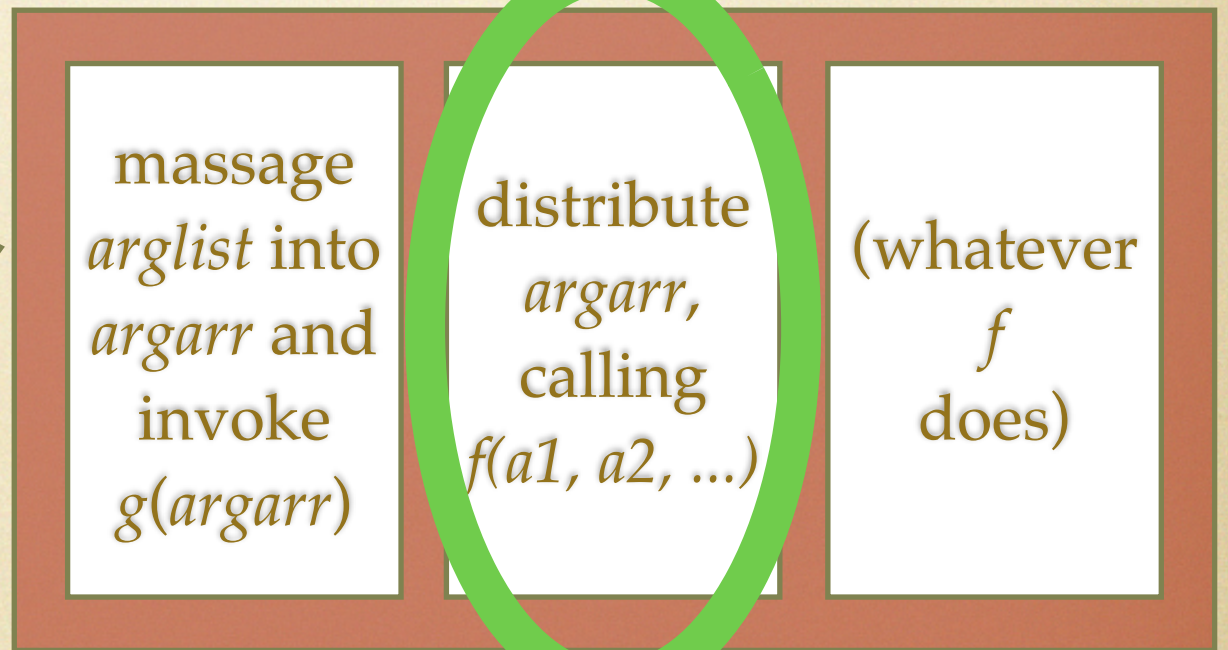 massage
arglist into
argarr and
invoke
g(argarr)
distribute
argarr,
calling
f(a1, a2, ...)
(whatever
f
does)